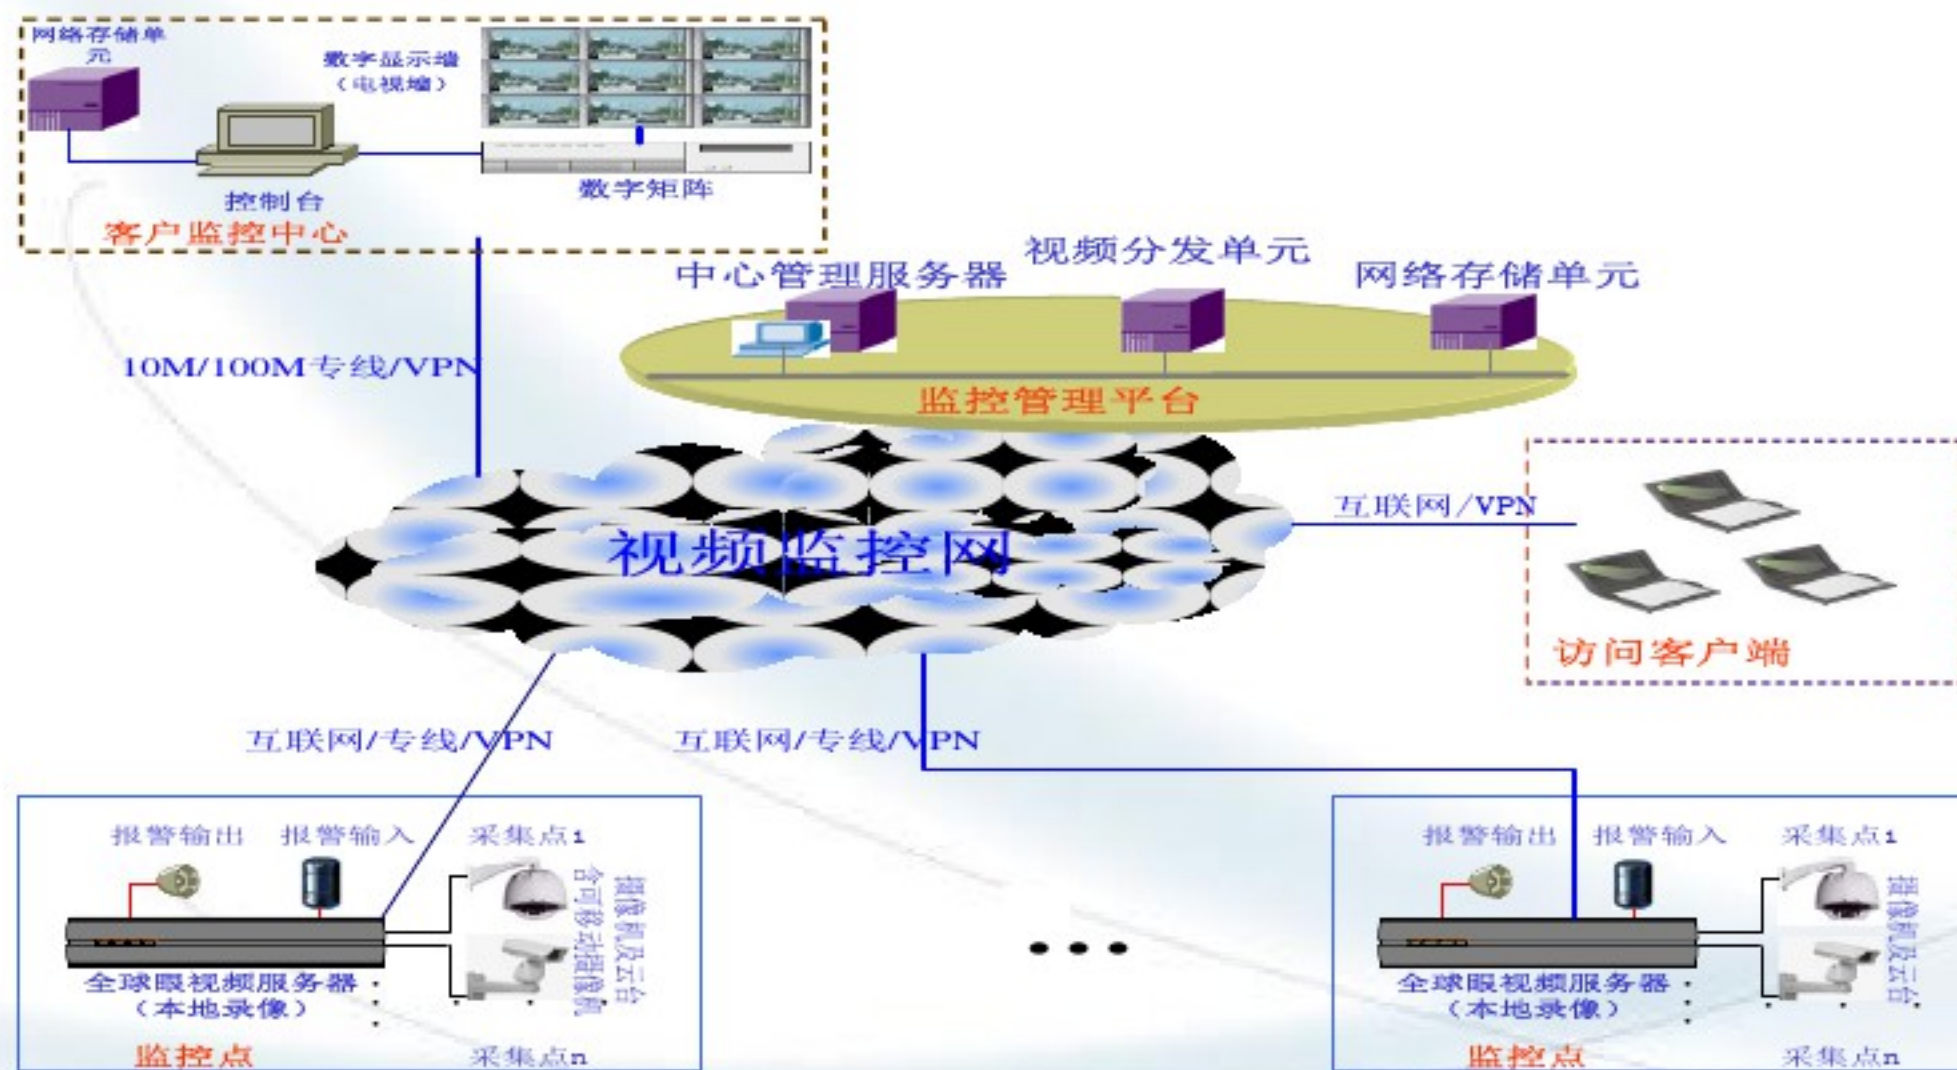 网络存储单
元
数字显示墙
（电视墙）
数字矩阵
控制台
客户监控中心
中心管理服务器
视频分发单元
网络存储单元
10M/100M专线/VPN
监控管理平台
视频监控网
互联网/VPN
访问客户端
互联网/专线/VPN
互联网/专线/VPN
报警输出
报警输入
采集点1
摄像机及云台
含可移动摄像机
全球眼视频服务器
（本地录像）
监控点
采集点n
报警输出
报警输入
采集点1
摄像机及云台
全球眼视频服务器
（本地录像）
监控点
采集点n